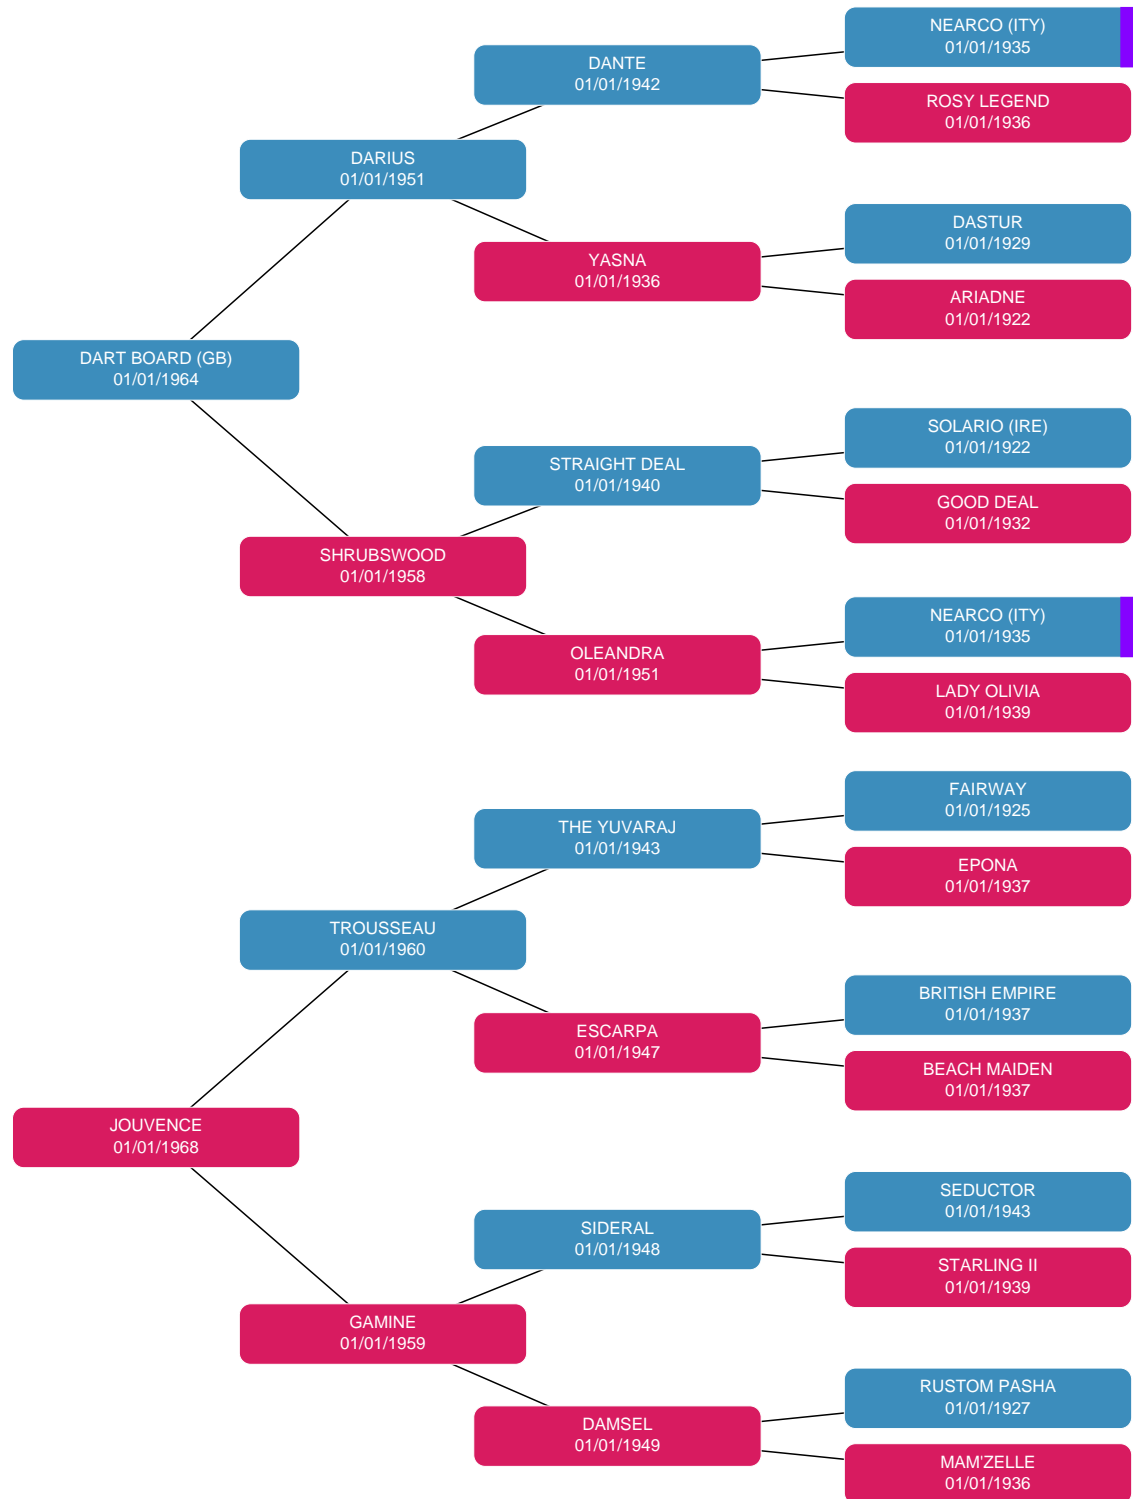 NEARCO (ITY)
01/01/1935
DANTE
01/01/1942
ROSY LEGEND
01/01/1936
DARIUS
01/01/1951
DASTUR
01/01/1929
YASNA
01/01/1936
ARIADNE
01/01/1922
DART BOARD (GB)
01/01/1964
SOLARIO (IRE)
01/01/1922
STRAIGHT DEAL
01/01/1940
GOOD DEAL
01/01/1932
SHRUBSWOOD
01/01/1958
NEARCO (ITY)
01/01/1935
OLEANDRA
01/01/1951
LADY OLIVIA
01/01/1939
FAIRWAY
01/01/1925
THE YUVARAJ
01/01/1943
EPONA
01/01/1937
TROUSSEAU
01/01/1960
BRITISH EMPIRE
01/01/1937
ESCARPA
01/01/1947
BEACH MAIDEN
01/01/1937
JOUVENCE
01/01/1968
SEDUCTOR
01/01/1943
SIDERAL
01/01/1948
STARLING II
01/01/1939
GAMINE
01/01/1959
RUSTOM PASHA
01/01/1927
DAMSEL
01/01/1949
MAM'ZELLE
01/01/1936